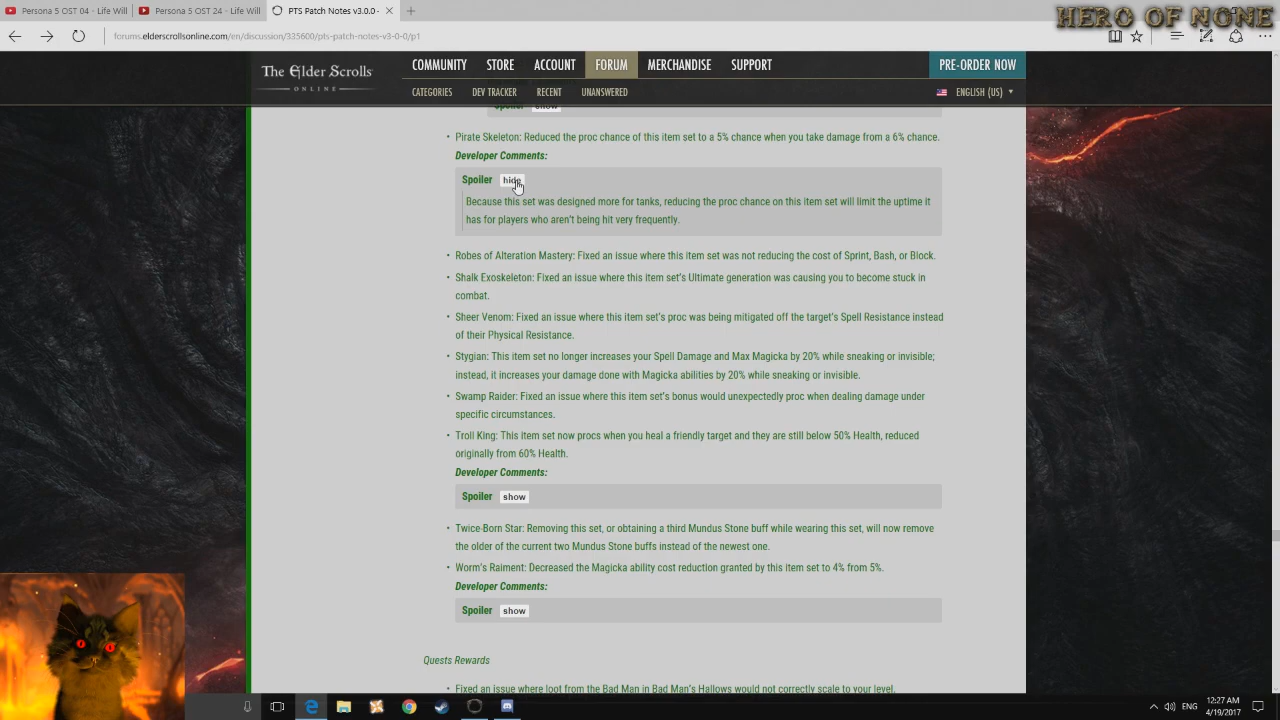 Persona 5 OST 04 - Life Will
Persona 5 OST 24 - Life Will
PTS Patch Notes v3.0.0 -
HERO OF NONE
forums.elderscrollsonline.com/en/discussion/335600/pts-patch-notes-v3-0-0/p1
The Elder Scrolls
ONLINE
COMMUNITY STORE ACCOUNT FORUM MERCHANDISE SUPPORT
PRE-ORDER NOW
CATEGORIES DEV TRACKER RECENT UNANSWERED
ENGLISH (US)
Spoiler show
• Pirate Skeleton: Reduced the proc chance of this item set to a 5% chance when you take damage from a 6% chance.
Developer Comments:
Spoiler hide
Because this set was designed more for tanks, reducing the proc chance on this item set will limit the uptime it
has for players who aren't being hit very frequently.
• Robes of Alteration Mastery: Fixed an issue where this item set was not reducing the cost of Sprint, Bash, or Block.
• Shalk Exoskeleton: Fixed an issue where this item set's Ultimate generation was causing you to become stuck in
combat.
• Sheer Venom: Fixed an issue where this item set's proc was being mitigated off the target's Spell Resistance instead
of their Physical Resistance.
• Stygian: This item set no longer increases your Spell Damage and Max Magicka by 20% while sneaking or invisible;
instead, it increases your damage done with Magicka abilities by 20% while sneaking or invisible.
• Swamp Raider: Fixed an issue where this item set's bonus would unexpectedly proc when dealing damage under
specific circumstances.
• Troll King: This item set now procs when you heal a friendly target and they are still below 50% Health, reduced
originally from 60% Health.
Developer Comments:
Spoiler show
• Twice-Born Star: Removing this set, or obtaining a third Mundus Stone buff while wearing this set, will now remove
the older of the current two Mundus Stone buffs instead of the newest one.
• Worm's Raiment: Decreased the Magicka ability cost reduction granted by this item set to 4% from 5%.
Developer Comments:
Spoiler show
Quests Rewards
• Fixed an issue where loot from the Bad Man in Bad Man's Hallows would not correctly scale to your level.
ENG
12:27 AM
4/19/2017